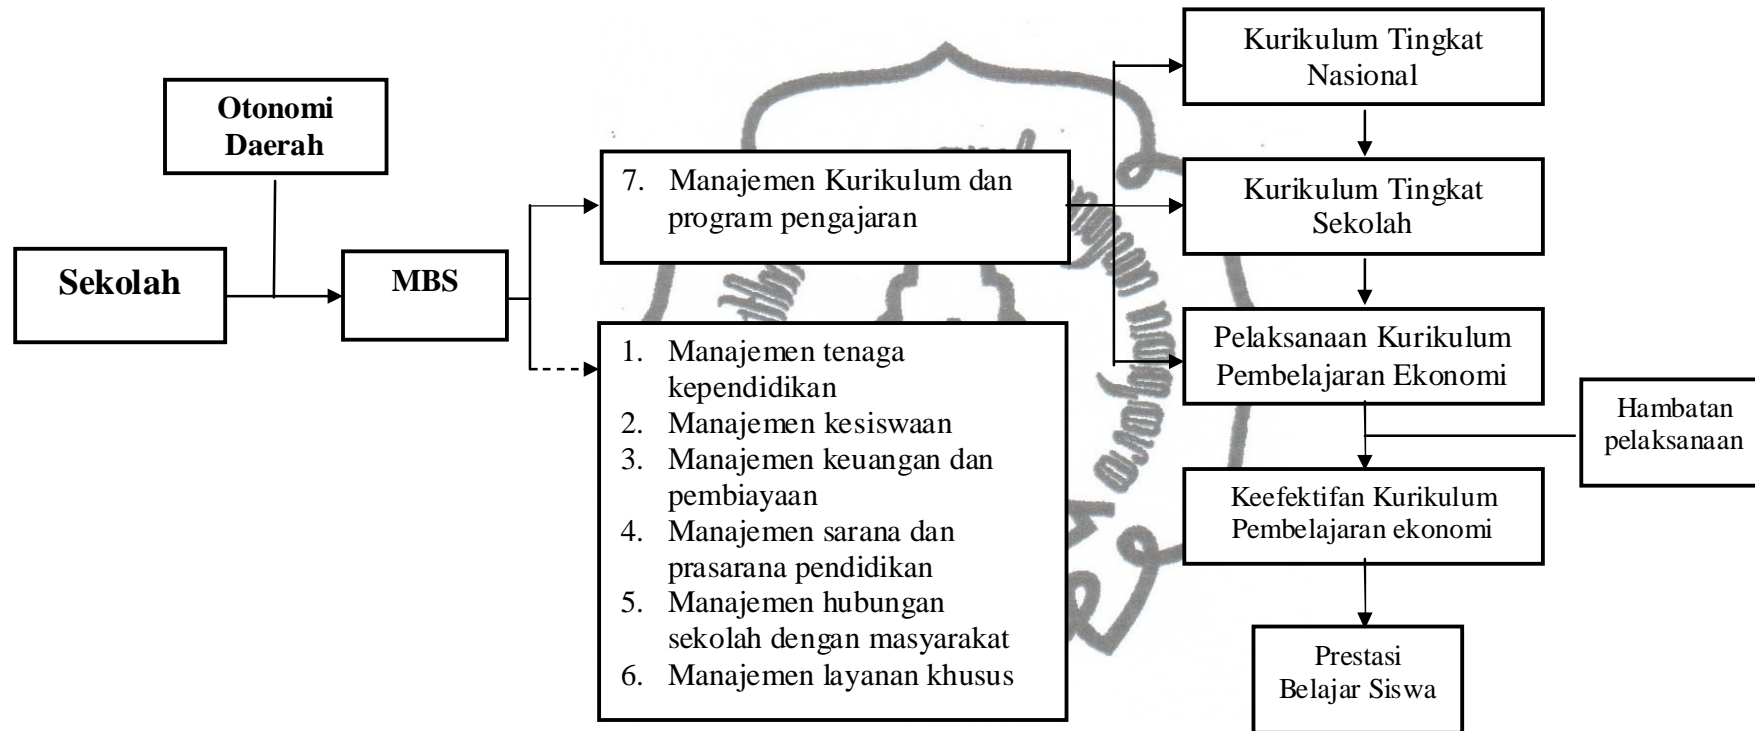 Otonomi
Daerah
Sekolah
MBS
7. Manajemen Kurikulum dan
program pengajaran
1. Manajemen tenaga
kependidikan
2. Manajemen kesiswaan
3. Manajemen keuangan dan
pembiayaan
4. Manajemen sarana dan
prasarana pendidikan
5. Manajemen hubungan
sekolah dengan masyarakat
6. Manajemen layanan khusus
Kurikulum Tingkat
Nasional
Kurikulum Tingkat
Sekolah
Pelaksanaan Kurikulum
Pembelajaran Ekonomi
Hambatan
pelaksanaan
Keefektifan Kurikulum
Pembelajaran ekonomi
Prestasi
Belajar Siswa